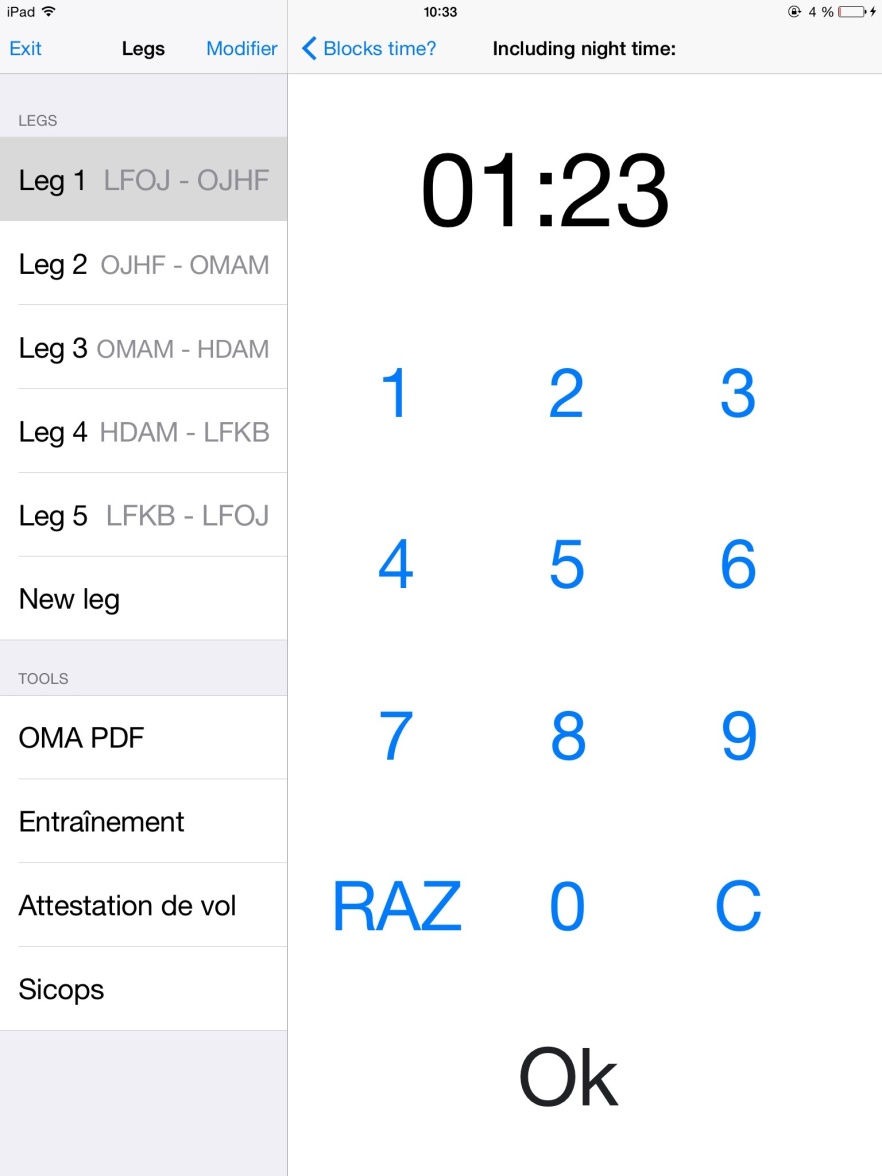 iPad 10:33 4 %
Exit Legs Modifier
Blocks time? Including night time:
LEGS
Leg 1 LFOJ - OJHF
Leg 2 OJHF - OMAM
Leg 3 OMAM - HDAM
Leg 4 HDAM - LFKB
Leg 5 LFKB - LFOJ
New leg
TOOLS
OMA PDF
Entraînement
Attestation de vol
Sicops
01:23
1 2 3
4 5 6
7 8 9
RAZ 0 C
Ok